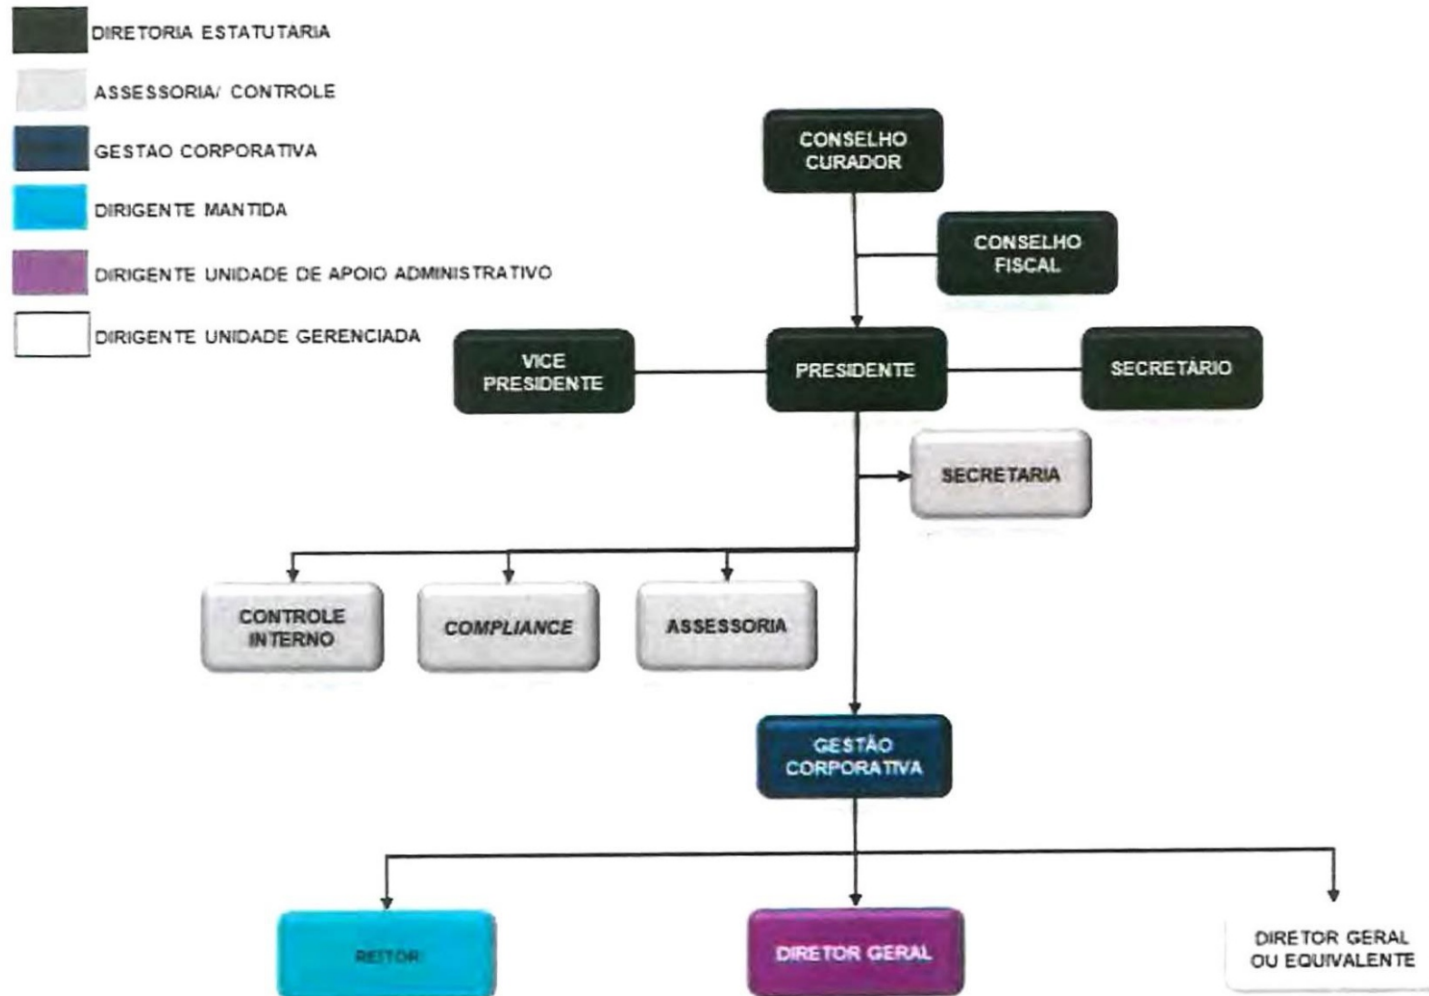 DIRETORIA ESTATUTARIA
ASSESSORIA/ CONTROLE
GESTAO CORPORATIVA
DIRIGENTE MANTIDA
DIRIGENTE UNIDADE DE APOIO ADMINISTRATIVO
DIRIGENTE UNIDADE GERENCIADA
CONSELHO
CURADOR
CONSELHO
FISCAL
VICE
PRESIDENTE
PRESIDENTE
SECRETÁRIO
SECRETARIA
CONTROLE
INTERNO
COMPLIANCE
ASSESSORIA
GESTÃO
CORPORATIVA
REITOR
DIRETOR GERAL
DIRETOR GERAL
OU EQUIVALENTE